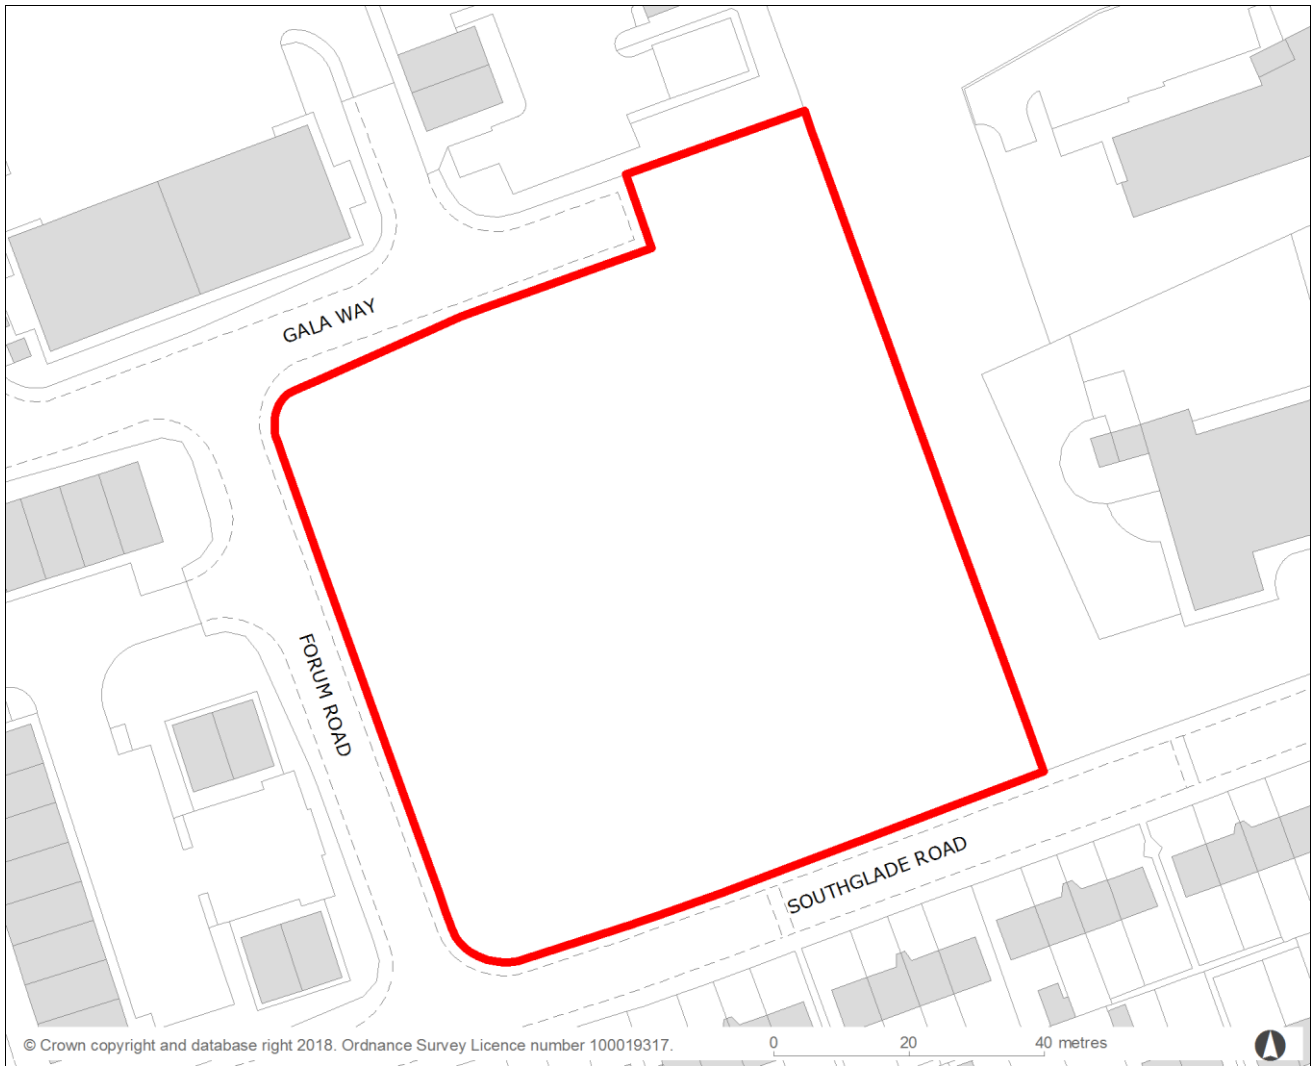 GALA WAY
FORUM ROAD
SOUTHGLADE ROAD
© Crown copyright and database right 2018. Ordnance Survey Licence number 100019317.
0 20 40 metres